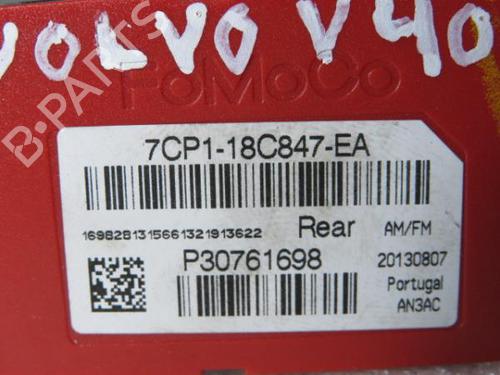 VOLVO V40
B-PARTS
FoMoCo
7CP1-18C847-EA
1698281315661321913622 Rear AM/FM
P30761698 20130807
Portugal
AN3AC